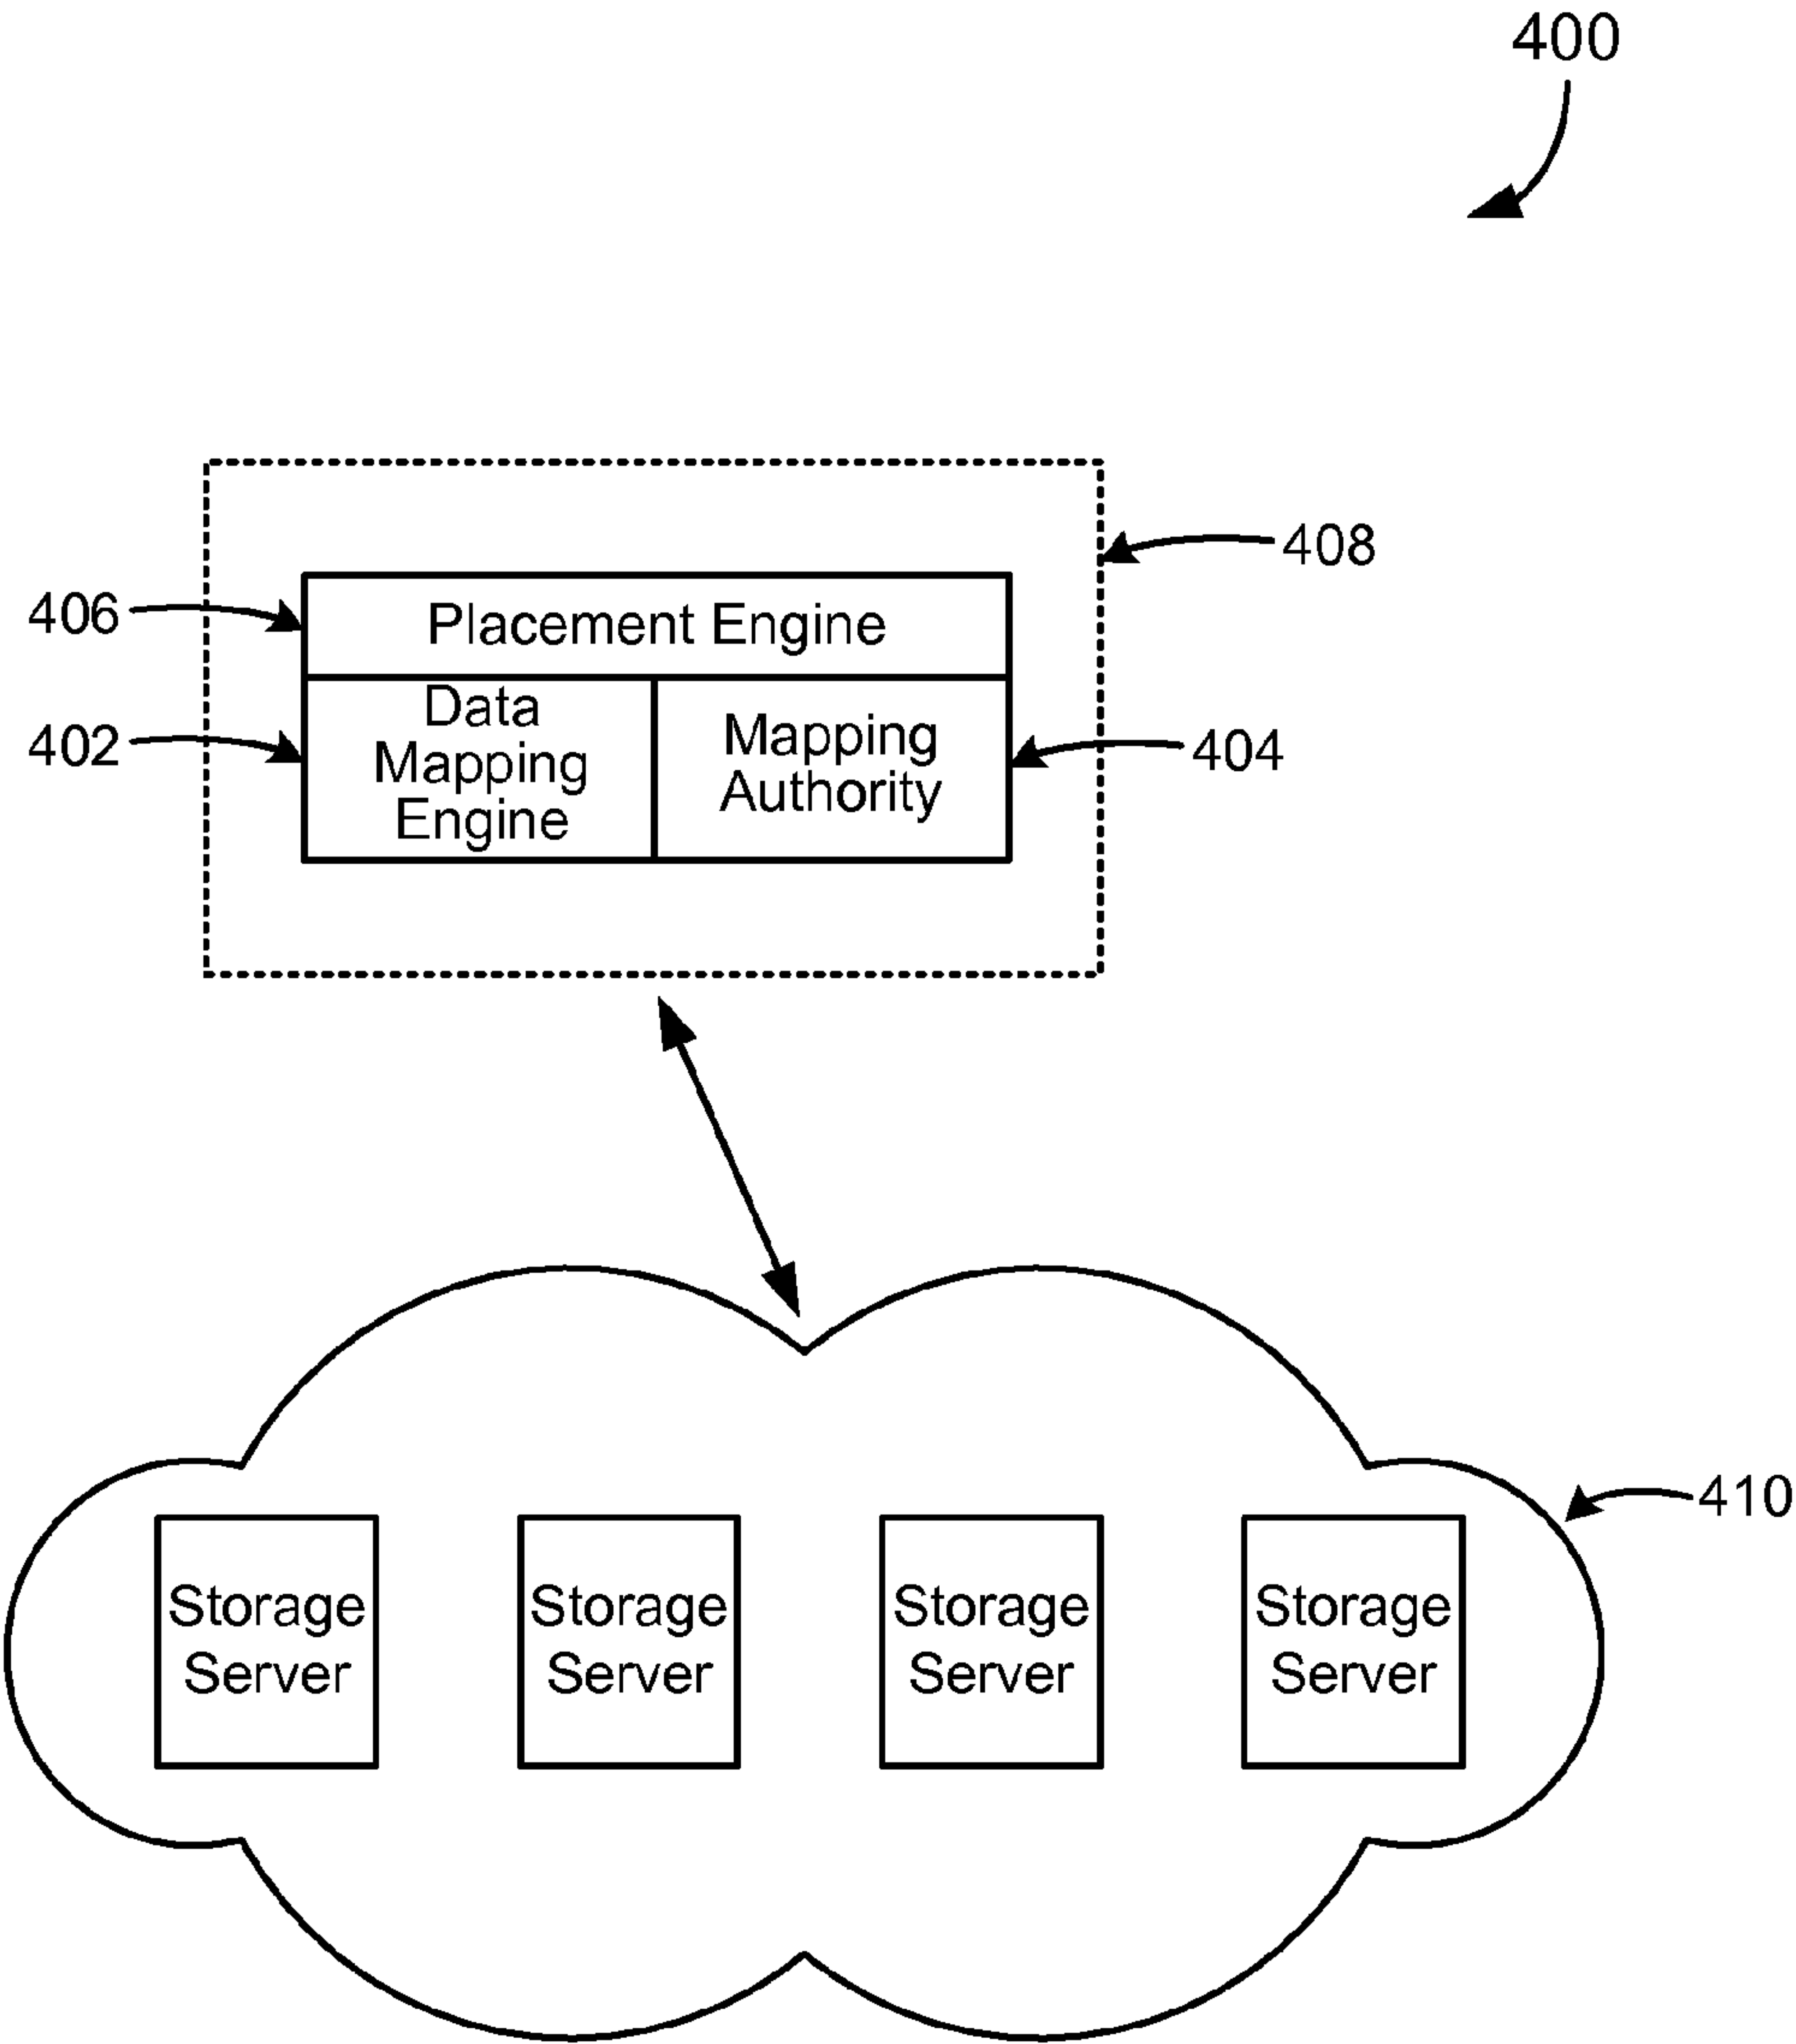 400
408
406
Placement Engine
402
Data
Mapping
Engine
Mapping
Authority
404
410
Storage
Server
Storage
Server
Storage
Server
Storage
Server